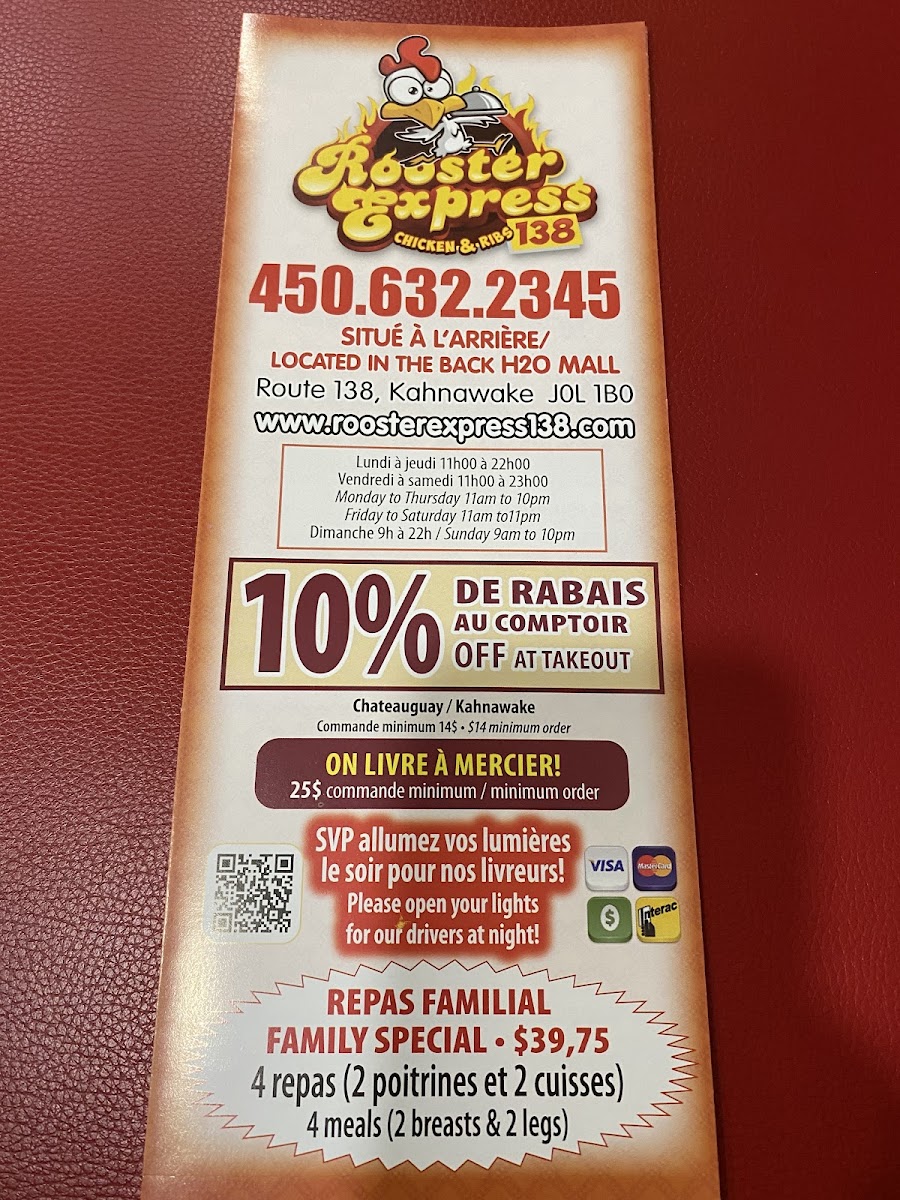 Rooster
Express
CHICKEN & RIBS 138
450.632.2345
SITUÉ À L'ARRIÈRE/
LOCATED IN THE BACK H2O MALL
Route 138, Kahnawake J0L 1B0
www.roosterexpress138.com
Lundi à jeudi 11h00 à 22h00
Vendredi à samedi 11h00 à 23h00
Monday to Thursday 11am to 10pm
Friday to Saturday 11am to11pm
Dimanche 9h à 22h / Sunday 9am to 10pm
10% DE RABAIS
AU COMPTOIR
OFF AT TAKEOUT
Chateauguay / Kahnawake
Commande minimum 14$ • $14 minimum order
ON LIVRE À MERCIER!
25$ commande minimum / minimum order
SVP allumez vos lumières
le soir pour nos livreurs!
Please open your lights
for our drivers at night!
VISA MasterCard
$ Interac
REPAS FAMILIAL
FAMILY SPECIAL • $39,75
4 repas (2 poitrines et 2 cuisses)
4 meals (2 breasts & 2 legs)